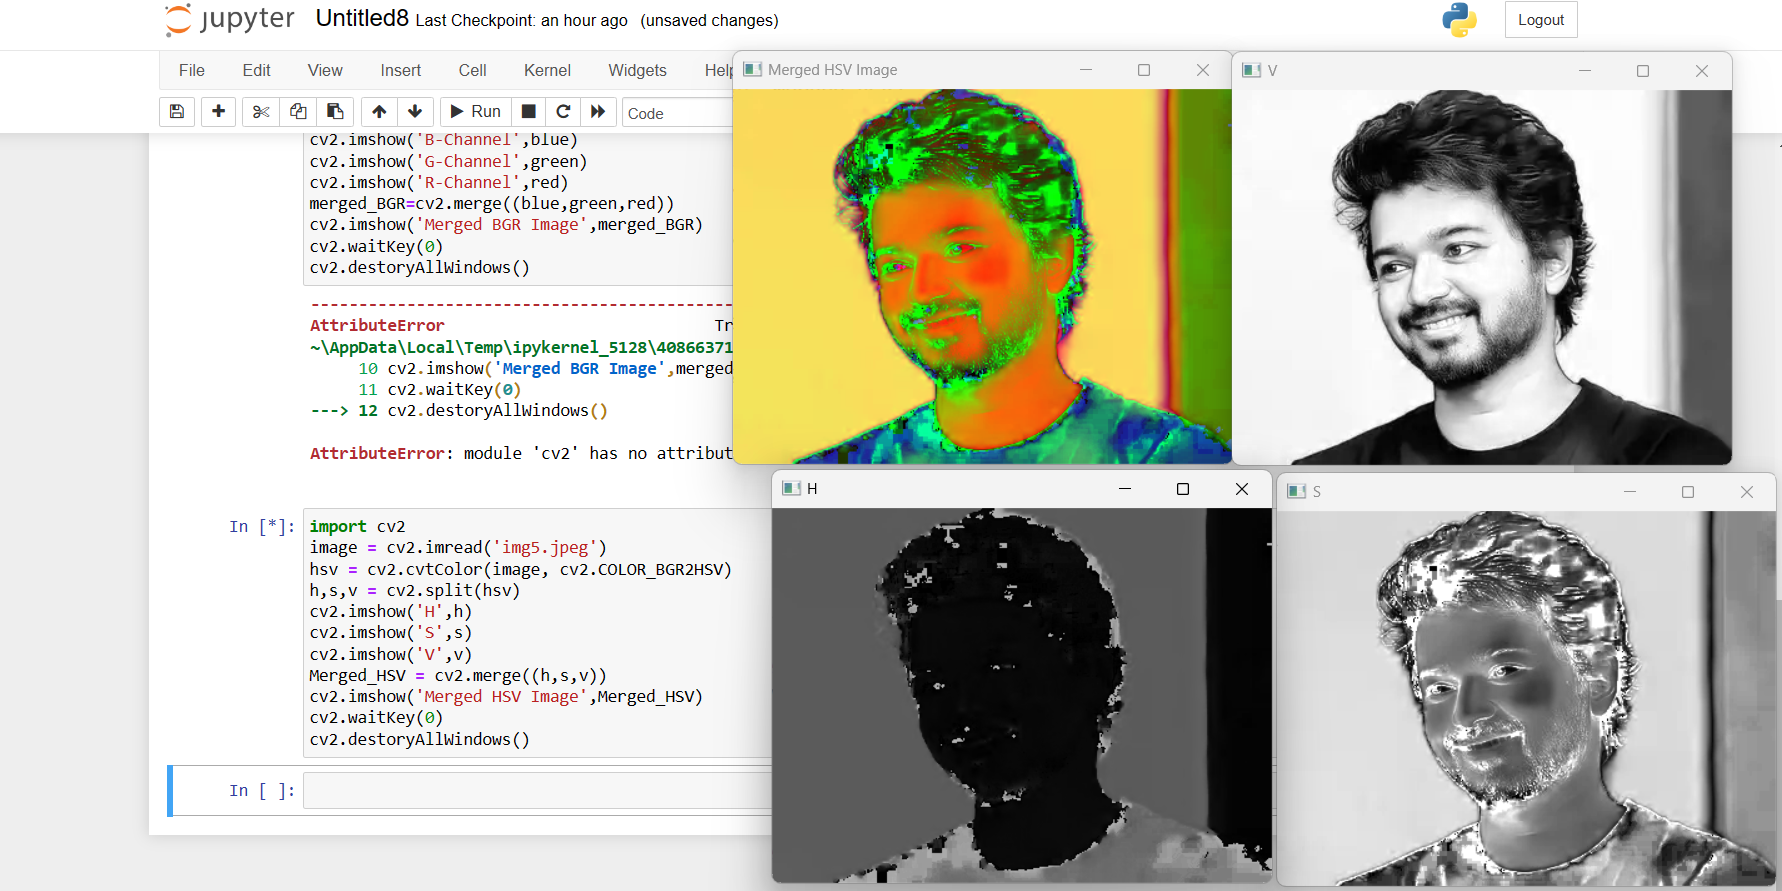 jupyter Untitled8 Last Checkpoint: an hour ago (unsaved changes)
Logout
File Edit View Insert Cell Kernel Widgets Help
Run Code
cv2.imshow('B-Channel',blue)
cv2.imshow('G-Channel',green)
cv2.imshow('R-Channel',red)
merged_BGR=cv2.merge((blue,green,red))
cv2.imshow('Merged BGR Image',merged_BGR)
cv2.waitKey(0)
cv2.destoryAllWindows()
---------------------------------------------
AttributeError Tr
~\AppData\Local\Temp\ipykernel_5128\40866371
10 cv2.imshow('Merged BGR Image',merged
11 cv2.waitKey(0)
---> 12 cv2.destoryAllWindows()
AttributeError: module 'cv2' has no attribut
In [*]:
import cv2
image = cv2.imread('img5.jpeg')
hsv = cv2.cvtColor(image, cv2.COLOR_BGR2HSV)
h,s,v = cv2.split(hsv)
cv2.imshow('H',h)
cv2.imshow('S',s)
cv2.imshow('V',v)
Merged_HSV = cv2.merge((h,s,v))
cv2.imshow('Merged HSV Image',Merged_HSV)
cv2.waitKey(0)
cv2.destoryAllWindows()
In [ ]:
Merged HSV Image
V
H
S